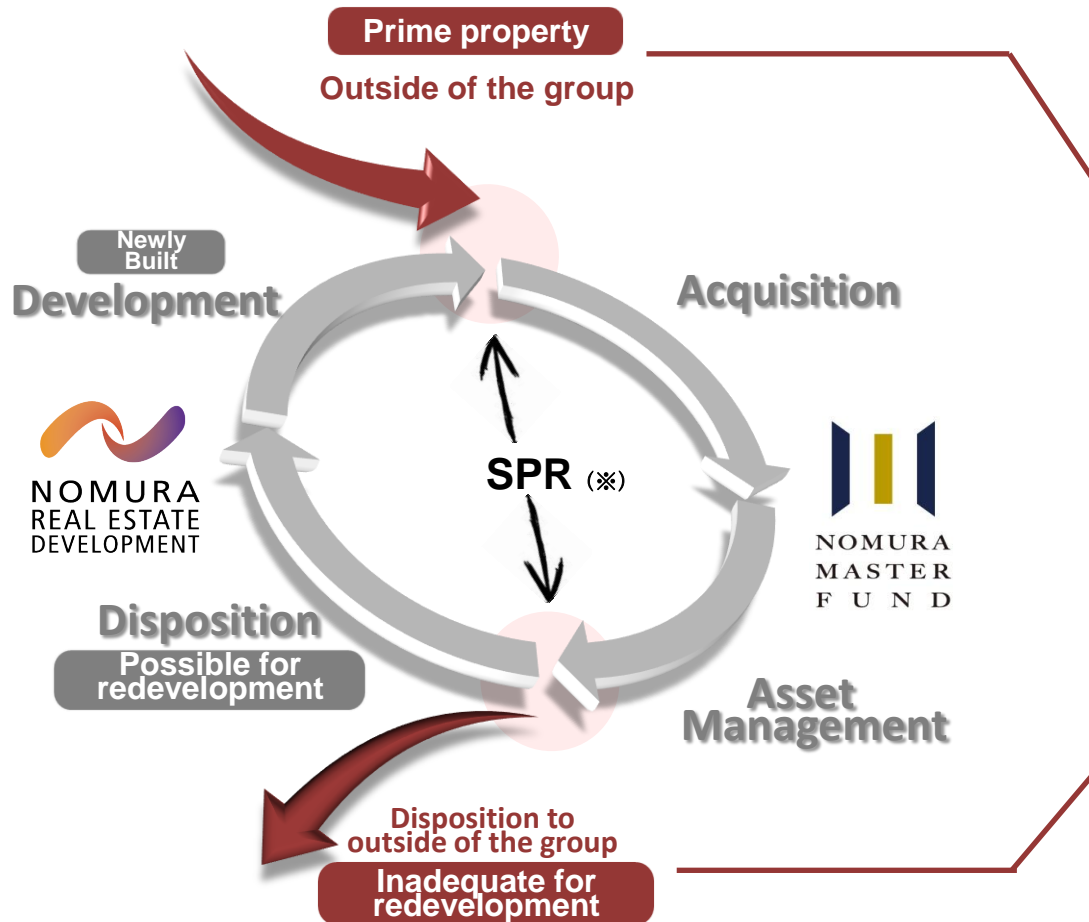 Prime property
Outside of the group
Newly
Built
Development
Acquisition
SPR (※)
NOMURA
REAL ESTATE
DEVELOPMENT
NOMURA
MASTER
FUND
Disposition
Possible for
redevelopment
Asset
Management
Disposition to
outside of the group
Inadequate for
redevelopment